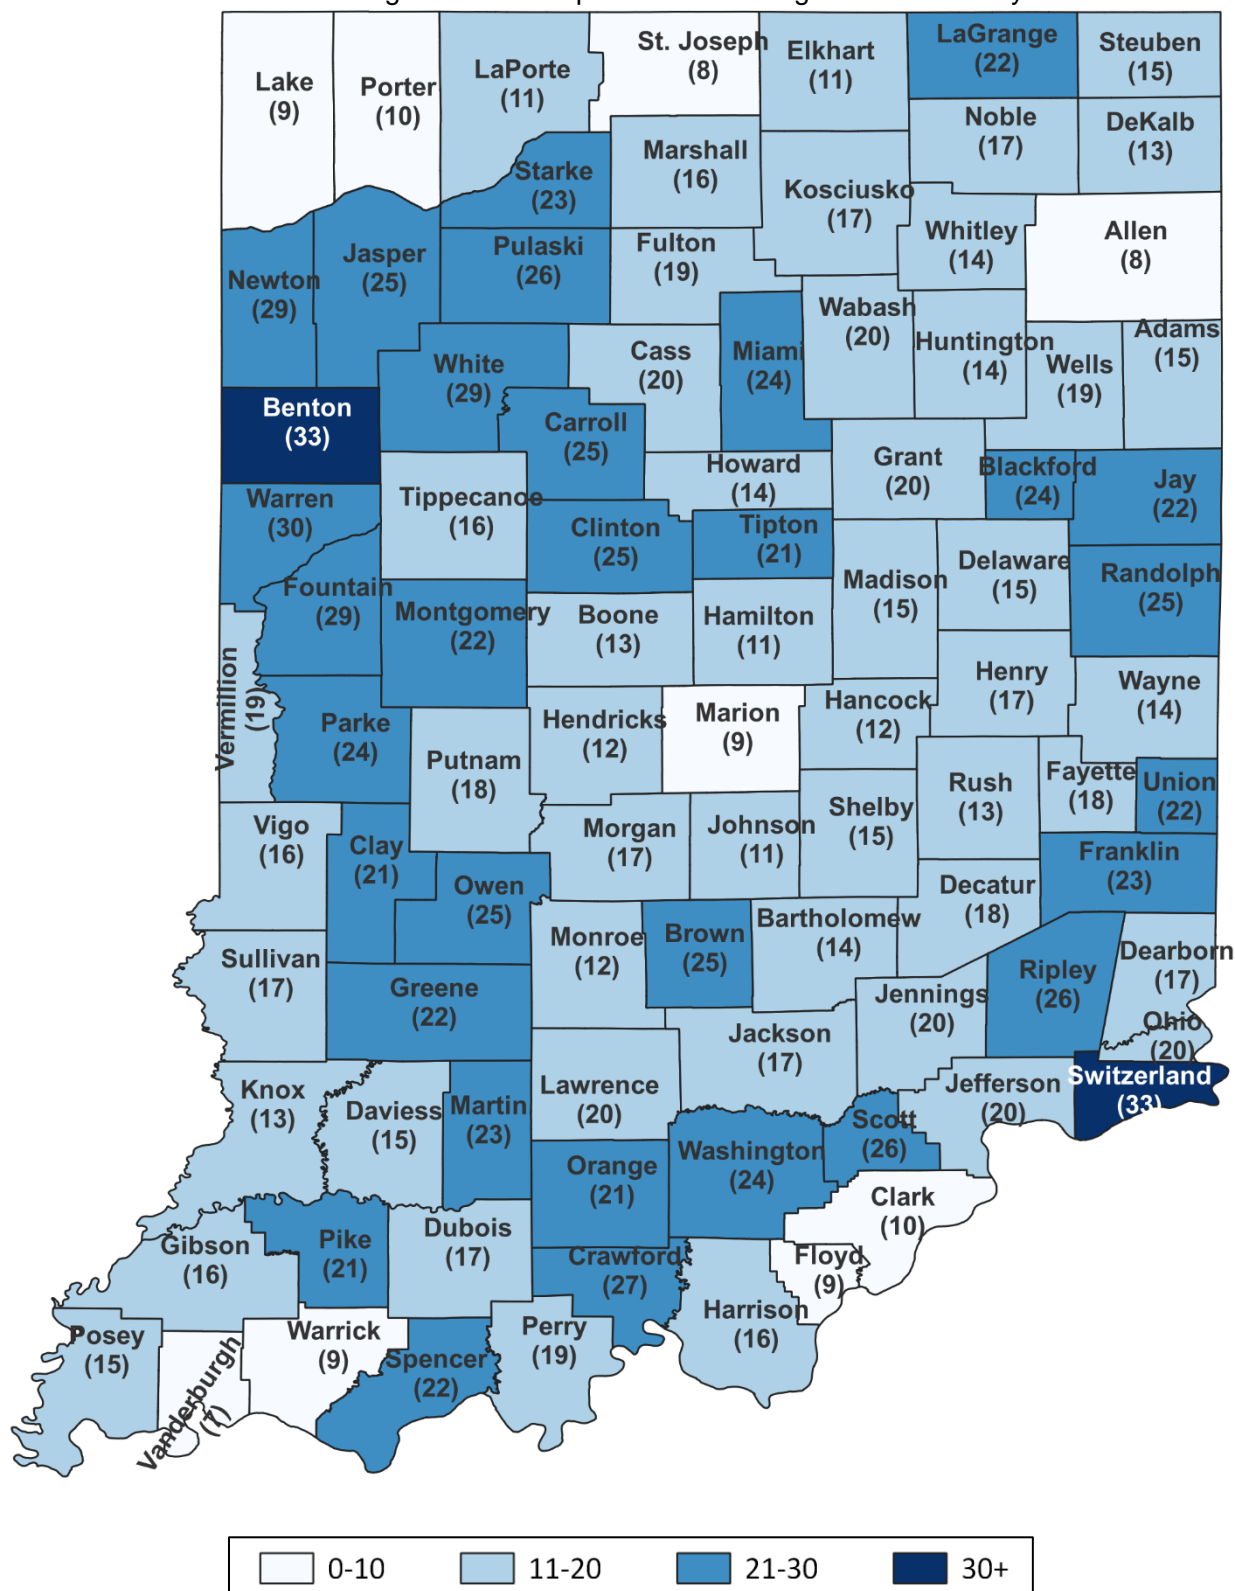 St. Joseph
(8)
Elkhart
(11)
LaGrange
(22)
Steuben
(15)
Lake
(9)
Porter
(10)
LaPorte
(11)
Noble
(17)
DeKalb
(13)
Starke
(23)
Marshall
(16)
Kosciusko
(17)
Whitley
(14)
Allen
(8)
Newton
(29)
Jasper
(25)
Pulaski
(26)
Fulton
(19)
Wabash
(20)
Huntington
(14)
Wells
(19)
Adams
(15)
White
(29)
Cass
(20)
Miami
(24)
Benton
(33)
Carroll
(25)
Howard
(14)
Grant
(20)
Blackford
(24)
Jay
(22)
Warren
(30)
Tippecanoe
(16)
Clinton
(25)
Tipton
(21)
Madison
(15)
Delaware
(15)
Randolph
(25)
Fountain
(29)
Montgomery
(22)
Boone
(13)
Hamilton
(11)
Henry
(17)
Wayne
(14)
Vermillion
(19)
Parke
(24)
Putnam
(18)
Hendricks
(12)
Marion
(9)
Hancock
(12)
Rush
(13)
Fayette
(18)
Union
(22)
Vigo
(16)
Clay
(21)
Owen
(25)
Morgan
(17)
Johnson
(11)
Shelby
(15)
Decatur
(18)
Franklin
(23)
Sullivan
(17)
Greene
(22)
Monroe
(12)
Brown
(25)
Bartholomew
(14)
Jennings
(20)
Ripley
(26)
Dearborn
(17)
Ohio
(20)
Knox
(13)
Daviess
(15)
Martin
(23)
Lawrence
(20)
Jackson
(17)
Jefferson
(20)
Switzerland
(33)
Orange
(21)
Washington
(24)
Scott
(26)
Clark
(10)
Gibson
(16)
Pike
(21)
Dubois
(17)
Crawford
(27)
Floyd
(9)
Harrison
(16)
Posey
(15)
Vanderburgh
(7)
Warrick
(9)
Spencer
(22)
Perry
(19)
0-10
11-20
21-30
30+